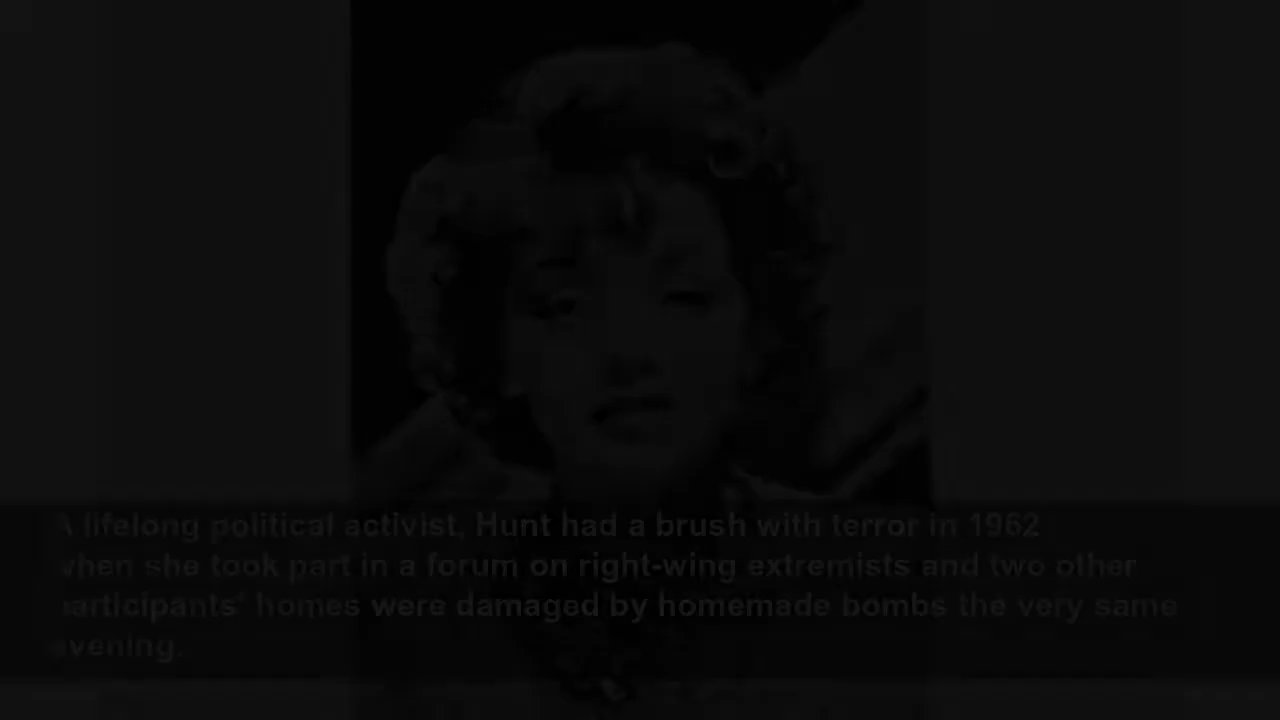 A lifelong political activist, Hunt had a brush with terror in 1962
when she took part in a forum on right-wing extremists and two other
participants' homes were damaged by homemade bombs the very same
evening.